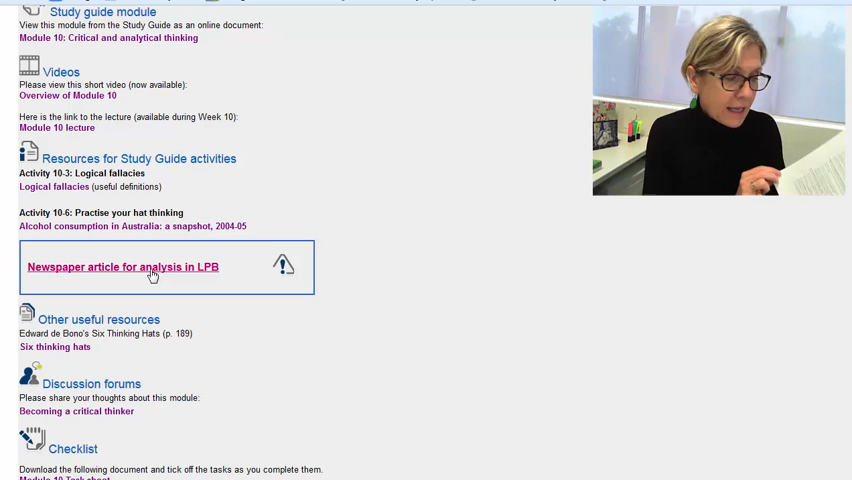 Study guide module
View this module from the Study Guide as an online document:
Module 10: Critical and analytical thinking
Videos
Please view this short video (now available):
Overview of Module 10
Here is the link to the lecture (available during Week 10):
Module 10 lecture
Resources for Study Guide activities
Activity 10-3: Logical fallacies
Logical fallacies (useful definitions)
Activity 10-6: Practise your hat thinking
Alcohol consumption in Australia: a snapshot, 2004-05
Newspaper article for analysis in LPB
Other useful resources
Edward de Bono's Six Thinking Hats (p. 189)
Six thinking hats
Discussion forums
Please share your thoughts about this module:
Becoming a critical thinker
Checklist
Download the following document and tick off the tasks as you complete them.
Module 10 Task sheet